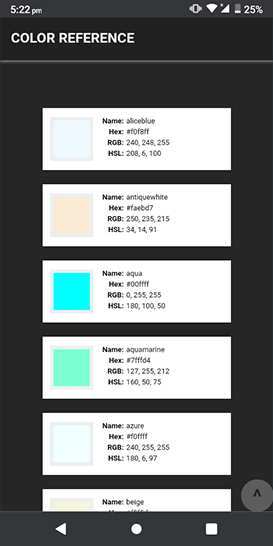 5:22 pm 25%
COLOR REFERENCE
Name: aliceblue
Hex: #f0f8ff
RGB: 240, 248, 255
HSL: 208, 6, 100
Name: antiquewhite
Hex: #faebd7
RGB: 250, 235, 215
HSL: 34, 14, 91
Name: aqua
Hex: #00ffff
RGB: 0, 255, 255
HSL: 180, 100, 50
Name: aquamarine
Hex: #7fffd4
RGB: 127, 255, 212
HSL: 160, 50, 75
Name: azure
Hex: #f0ffff
RGB: 240, 255, 255
HSL: 180, 6, 97
Name: beige
^